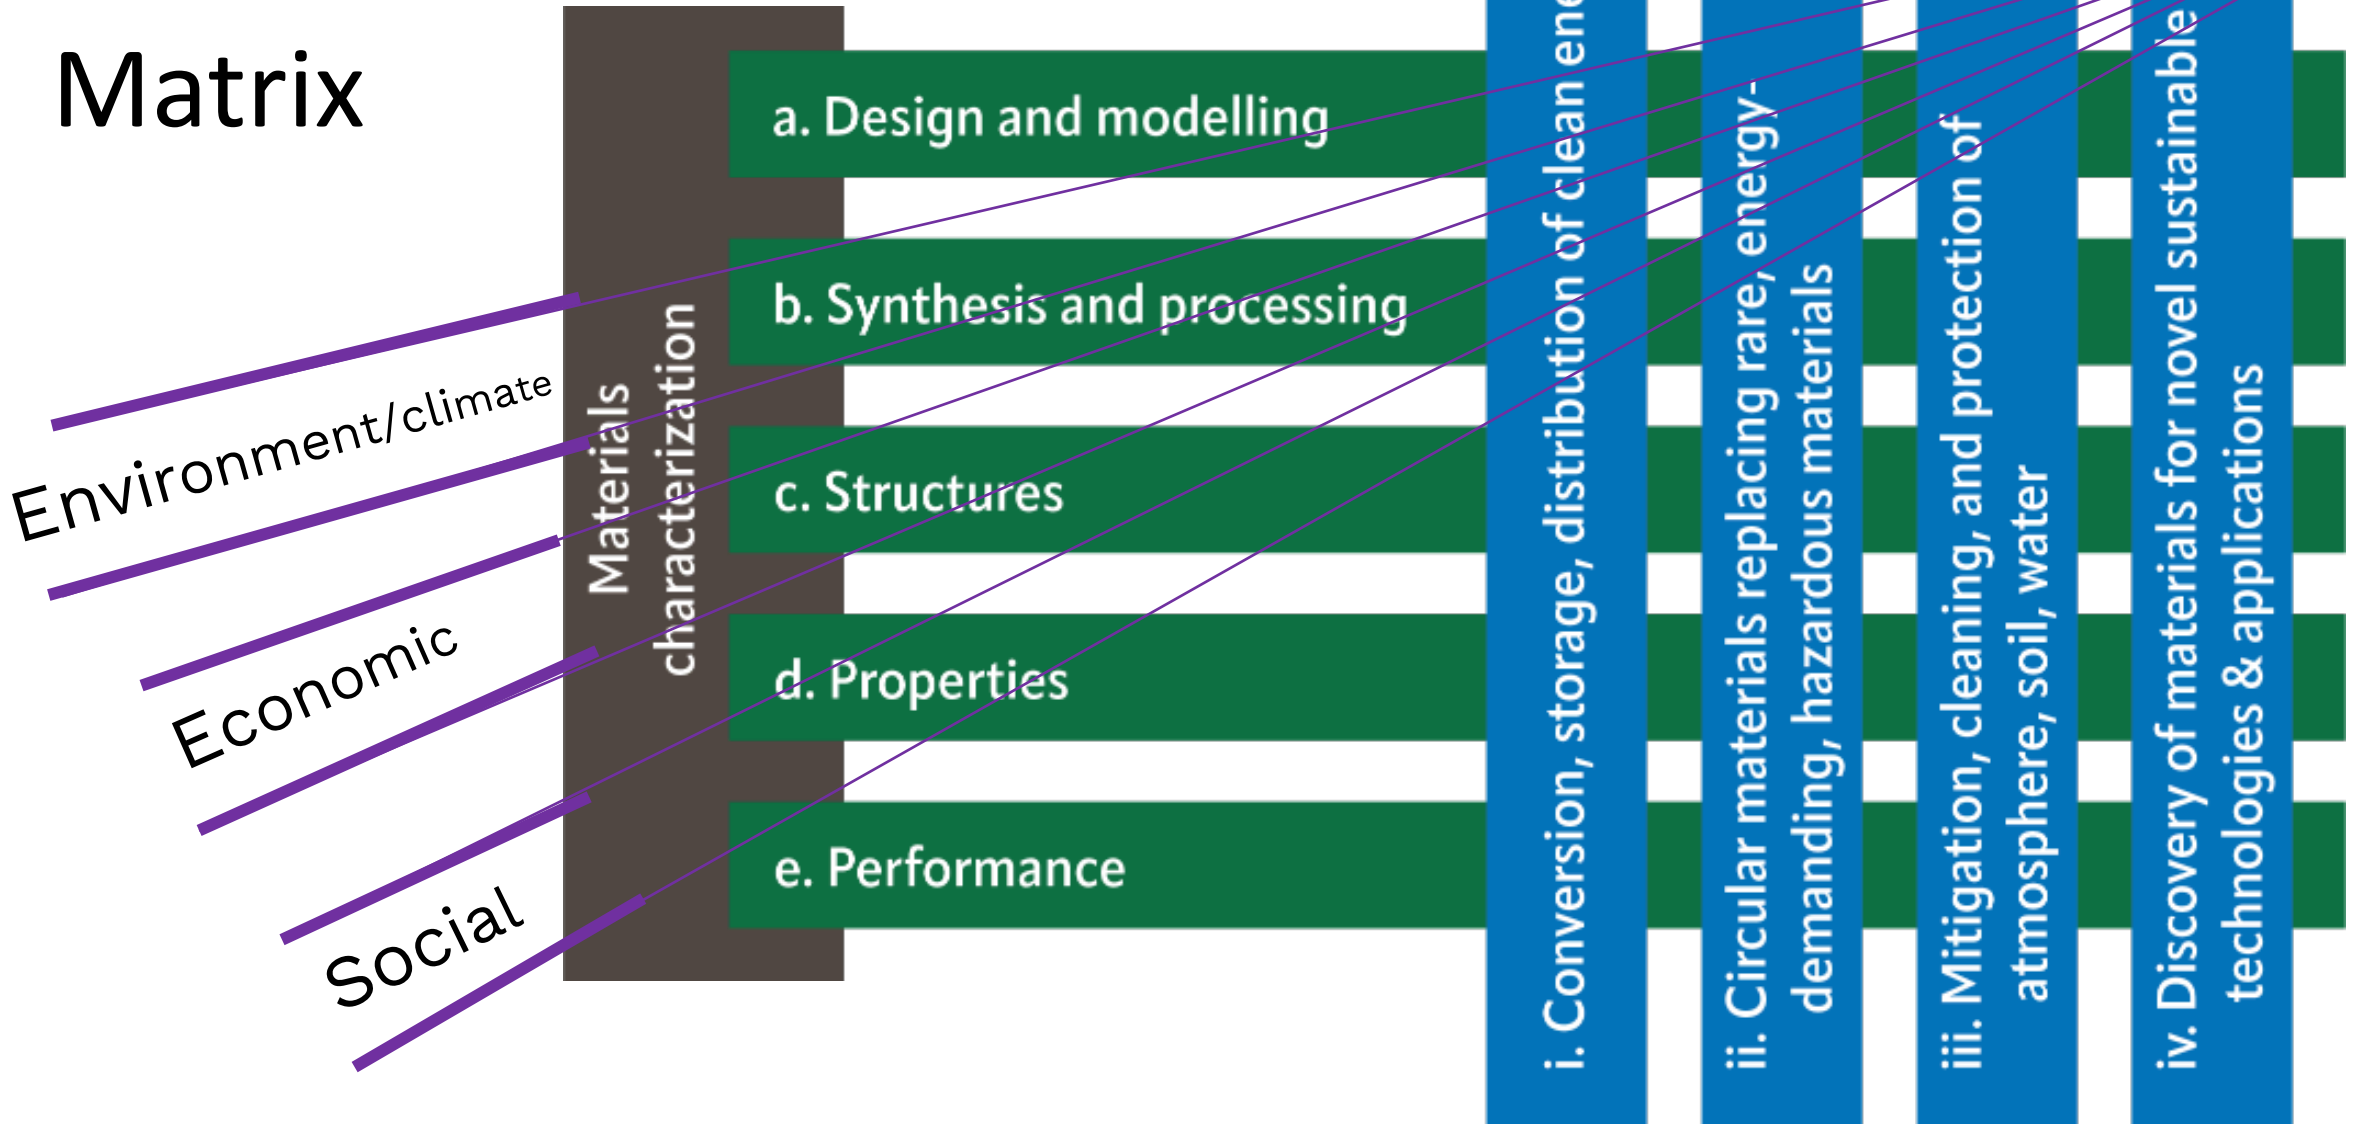 Matrix
Environment/climate
Economic
Social
Materials
characterization
a. Design and modelling
b. Synthesis and processing
c. Structures
d. Properties
e. Performance
i. Conversion, storage, distribution of clean ene
ii. Circular materials replacing rare, energy-
demanding, hazardous materials
iii. Mitigation, cleaning, and protection of
atmosphere, soil, water
iv. Discovery of materials for novel sustainable
technologies & applications